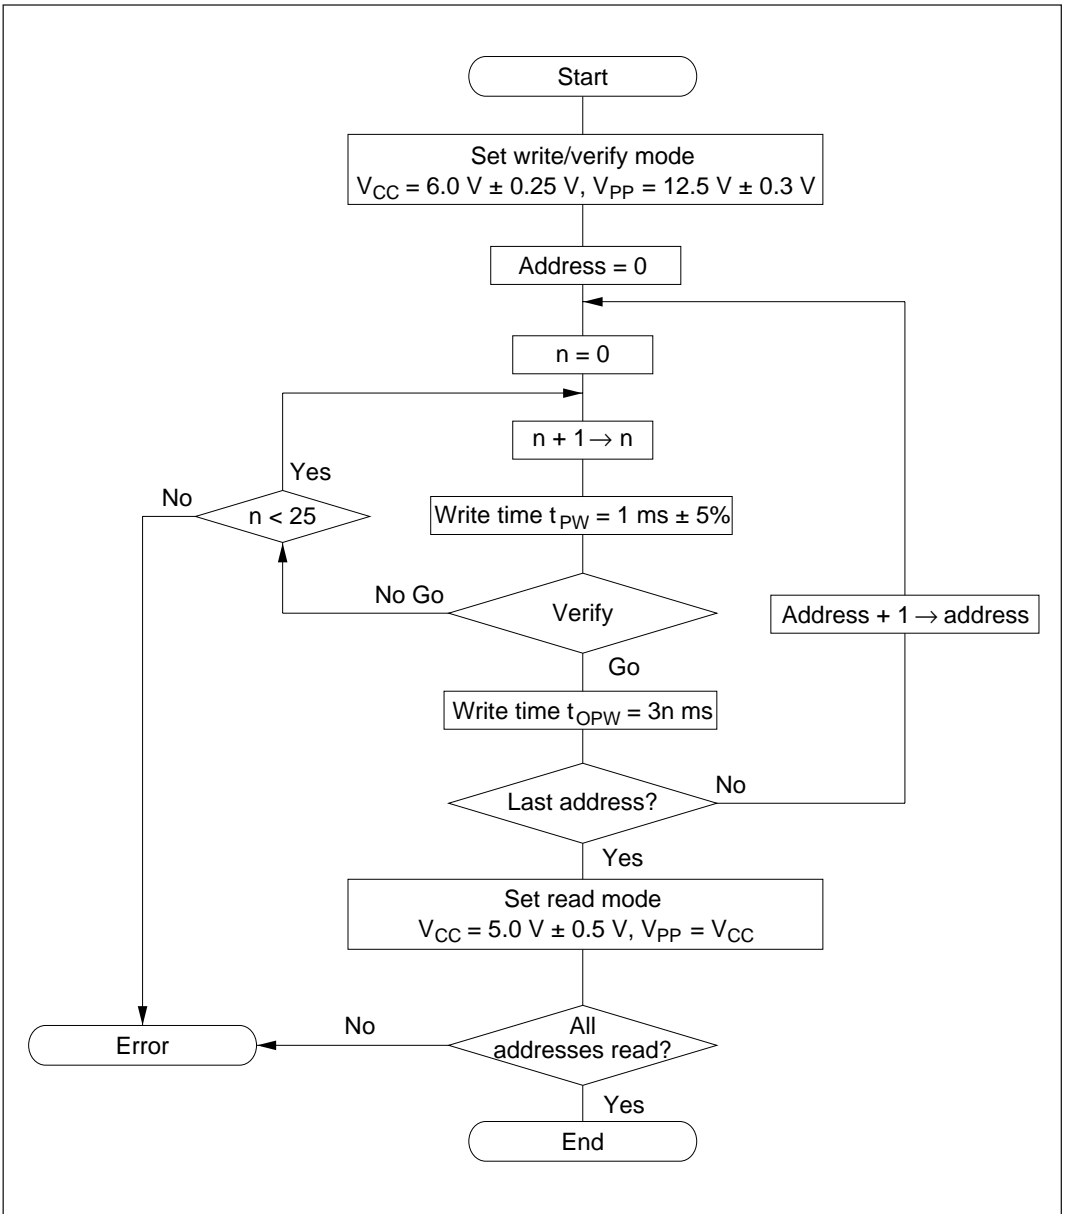 Start
Set write/verify mode
VCC = 6.0 V ± 0.25 V, VPP = 12.5 V ± 0.3 V
Address = 0
n = 0
n + 1 → n
Yes
No
n < 25
Write time tPW = 1 ms ± 5%
No Go
Verify
Address + 1 → address
Go
Write time tOPW = 3n ms
Last address?
No
Yes
Set read mode
VCC = 5.0 V ± 0.5 V, VPP = VCC
No
Error
All
addresses read?
Yes
End